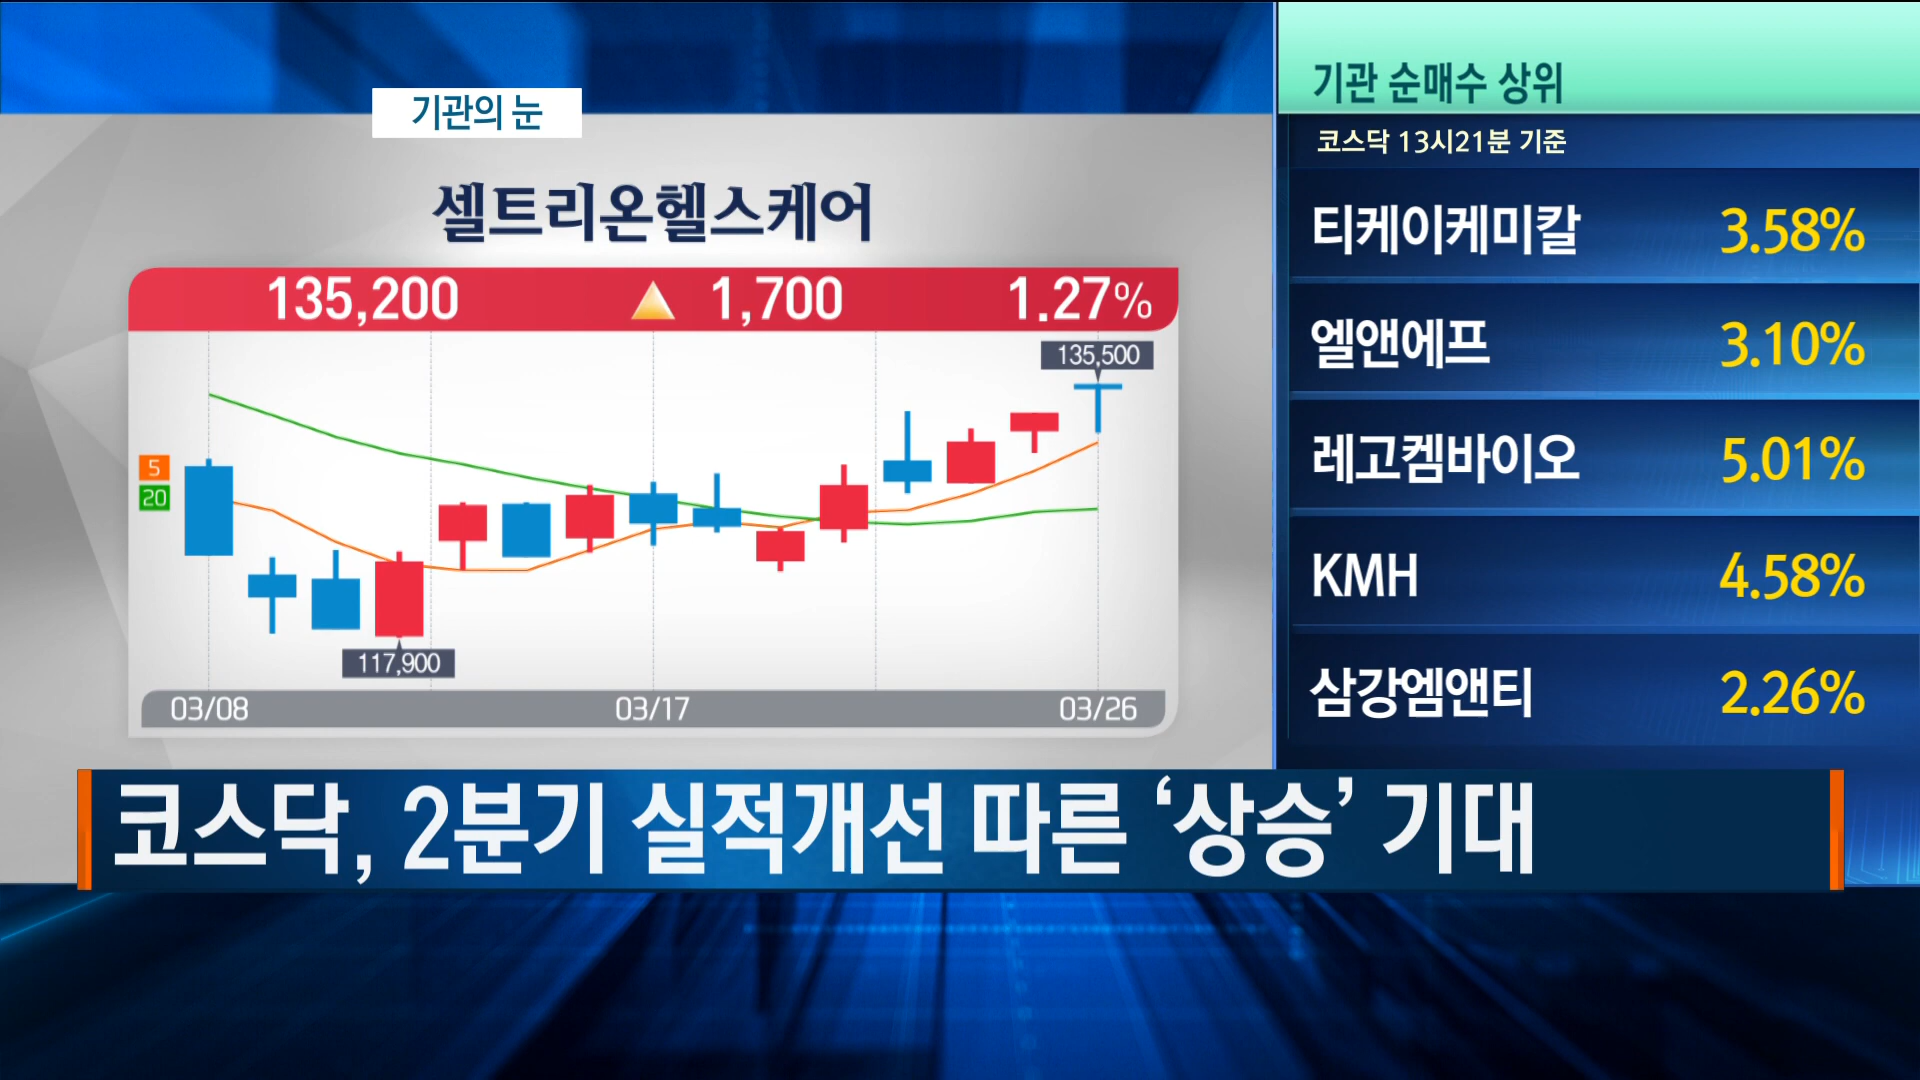 기관의 눈
셀트리온헬스케어
135,200 ▲ 1,700 1.27%
135,500
5
20
117,900
03/08 03/17 03/26
기관 순매수 상위
코스닥 13시21분 기준
티케이케미칼 3.58%
엘앤에프 3.10%
레고켐바이오 5.01%
KMH 4.58%
삼강엠앤티 2.26%
코스닥, 2분기 실적개선 따른 ‘상승’ 기대